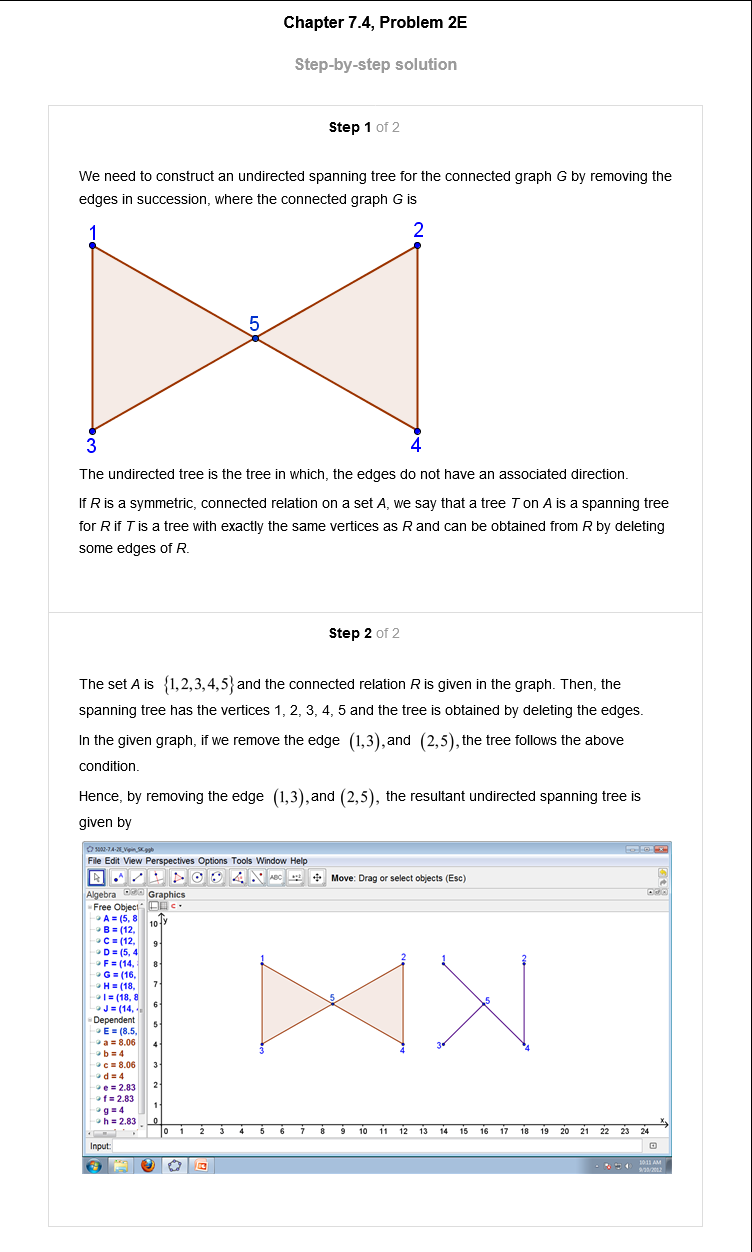 Chapter 7.4, Problem 2E
Step-by-step solution
Step 1 of 2
We need to construct an undirected spanning tree for the connected graph G by removing the
edges in succession, where the connected graph G is
1
2
5
3
4
The undirected tree is the tree in which, the edges do not have an associated direction.
If R is a symmetric, connected relation on a set A, we say that a tree T on A is a spanning tree
for R if T is a tree with exactly the same vertices as R and can be obtained from R by deleting
some edges of R.
Step 2 of 2
The set A is {1,2,3,4,5} and the connected relation R is given in the graph. Then, the
spanning tree has the vertices 1, 2, 3, 4, 5 and the tree is obtained by deleting the edges.
In the given graph, if we remove the edge (1,3), and (2,5), the tree follows the above
condition.
Hence, by removing the edge (1,3), and (2,5), the resultant undirected spanning tree is
given by
5102-7.4-2E_Vipin_SK.ggb
File Edit View Perspectives Options Tools Window Help
ABC
Move: Drag or select objects (Esc)
Algebra
Graphics
Free Object
A = (5, 8
B = (12,
C = (12,
D = (5, 4
F = (14,
G = (16,
H = (18,
I = (18, 8
J = (14,
Dependent
E = (8.5,
a = 8.06
b = 4
c = 8.06
d = 4
e = 2.83
f = 2.83
g = 4
h = 2.83
y
10
9
8
7
6
5
4
3
2
1
0
1 2 1 2
5 5
3 4 3 4
x
0 1 2 3 4 5 6 7 8 9 10 11 12 13 14 15 16 17 18 19 20 21 22 23 24
Input:
10:11 AM
9/10/2012